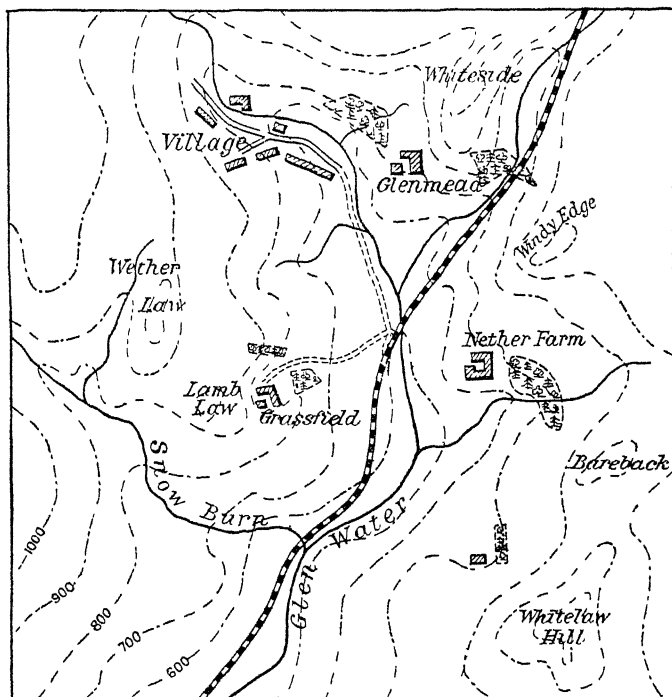 Whiteside
Village
Glenmead
Windy Edge
Wether
Law
Nether Farm
Lamb
Law
Grassfield
Bareback
Snow Burn
Glen Water
Whitelaw
Hill
1000
900
800
700
600